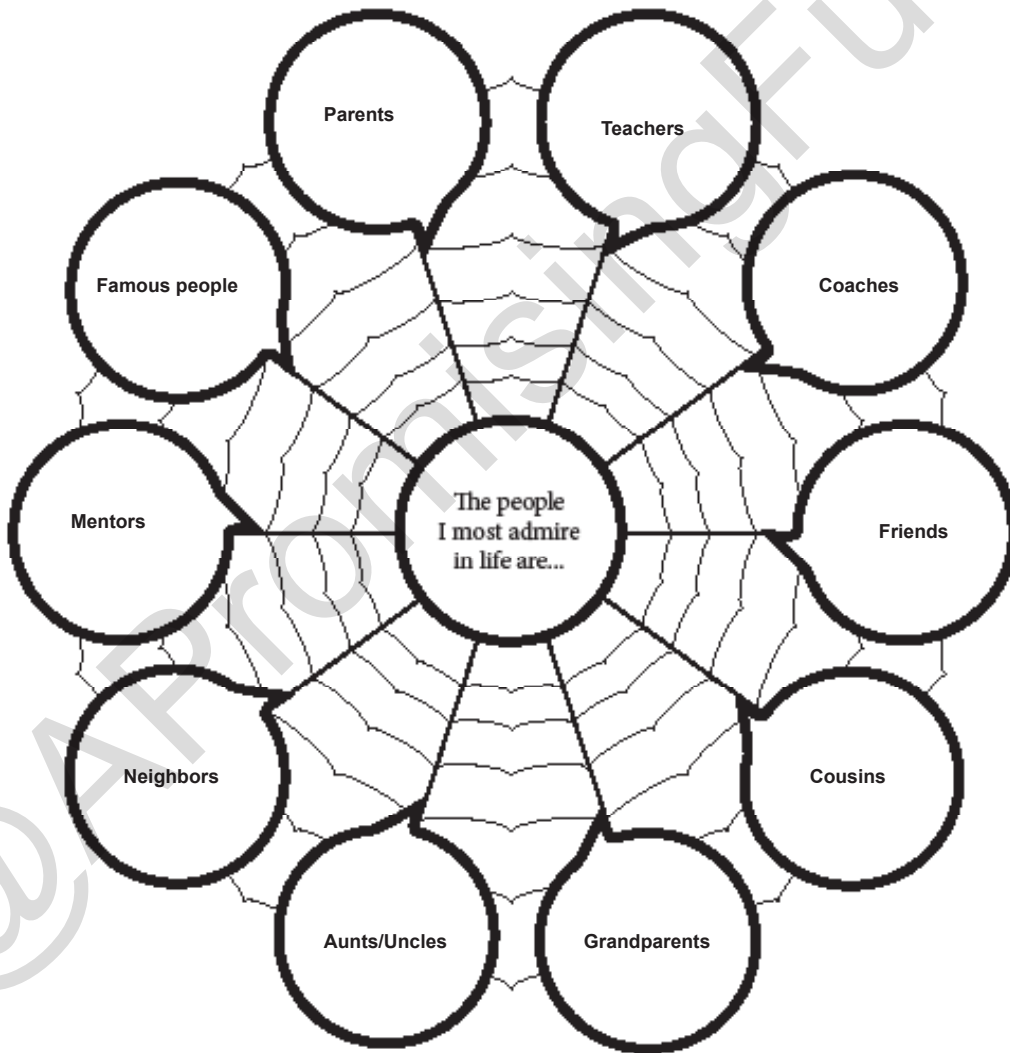 Parents
Teachers
Famous people
Coaches
The people
I most admire
in life are...
Mentors
Friends
Neighbors
Cousins
Aunts/Uncles
Grandparents
@APromisingFu